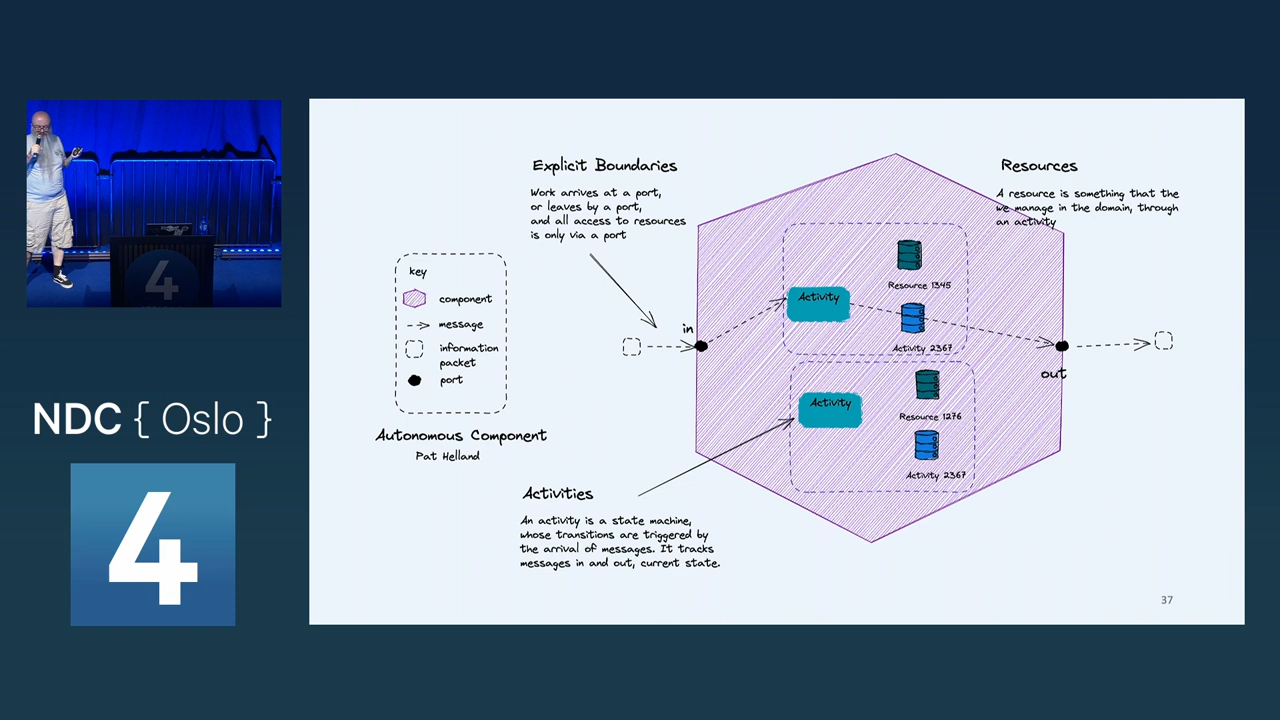 4
NDC { Oslo }
4
Explicit Boundaries
Work arrives at a port,
or leaves by a port,
and all access to resources
is only via a port
Resources
A resource is something that the
we manage in the domain, through
an activity
key
component
message
information
packet
port
Autonomous Component
Pat Helland
in
out
Activity
Resource 1345
Activity 2367
Activity
Resource 1276
Activity 2367
Activities
An activity is a state machine,
whose transitions are triggered by
the arrival of messages. It tracks
messages in and out, current state.
37